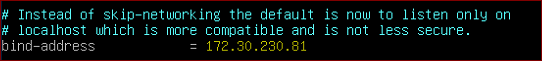 # Instead of skip-networking the default is now to listen only on
# localhost which is more compatible and is not less secure.
bind-address = 172.30.230.81